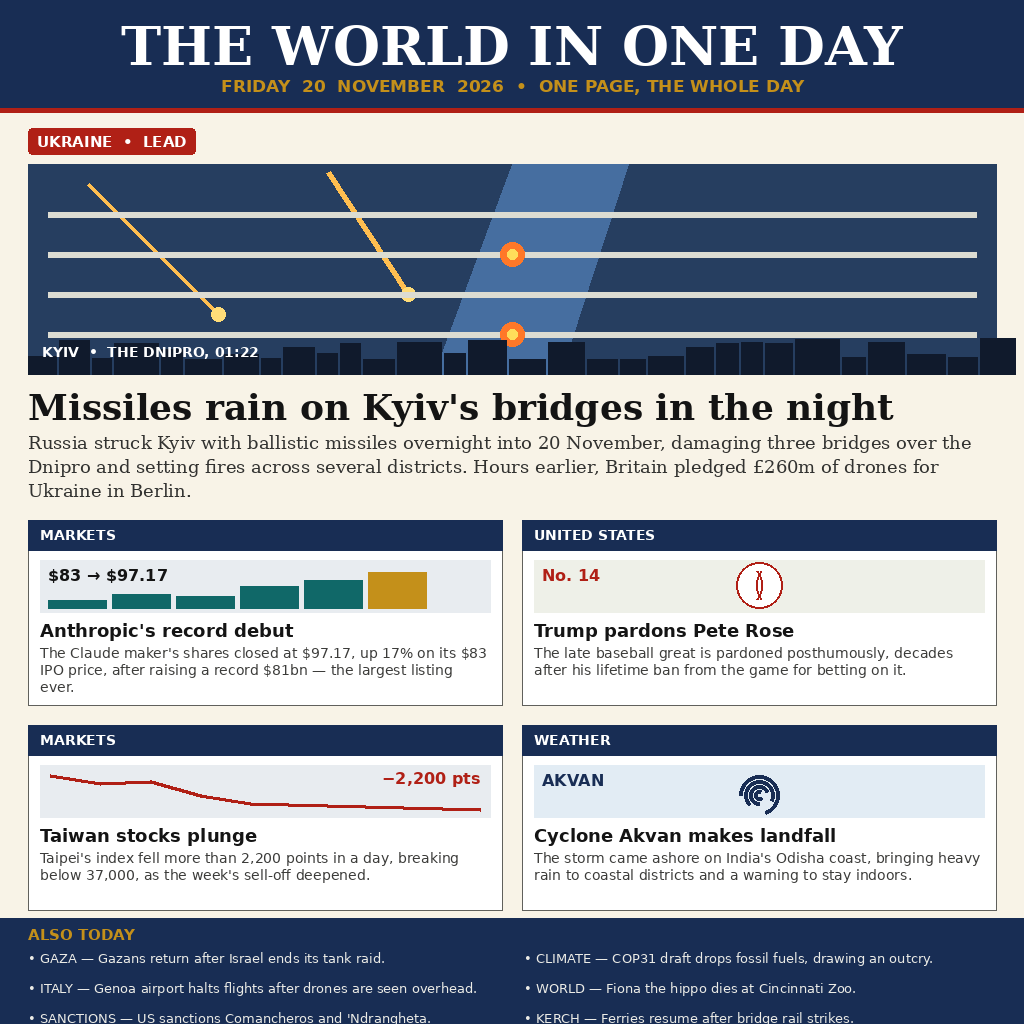 THE WORLD IN ONE DAY
FRIDAY 20 NOVEMBER 2026 • ONE PAGE, THE WHOLE DAY
UKRAINE • LEAD
KYIV • THE DNIPRO, 01:22
Missiles rain on Kyiv's bridges in the night
Russia struck Kyiv with ballistic missiles overnight into 20 November, damaging three bridges over the
Dnipro and setting fires across several districts. Hours earlier, Britain pledged £260m of drones for
Ukraine in Berlin.
MARKETS
$83 → $97.17
Anthropic's record debut
The Claude maker's shares closed at $97.17, up 17% on its $83
IPO price, after raising a record $81bn — the largest listing
ever.
UNITED STATES
No. 14
Trump pardons Pete Rose
The late baseball great is pardoned posthumously, decades
after his lifetime ban from the game for betting on it.
MARKETS
−2,200 pts
Taiwan stocks plunge
Taipei's index fell more than 2,200 points in a day, breaking
below 37,000, as the week's sell-off deepened.
WEATHER
AKVAN
Cyclone Akvan makes landfall
The storm came ashore on India's Odisha coast, bringing heavy
rain to coastal districts and a warning to stay indoors.
ALSO TODAY
• GAZA — Gazans return after Israel ends its tank raid.
• CLIMATE — COP31 draft drops fossil fuels, drawing an outcry.
• ITALY — Genoa airport halts flights after drones are seen overhead.
• WORLD — Fiona the hippo dies at Cincinnati Zoo.
• SANCTIONS — US sanctions Comancheros and 'Ndrangheta.
• KERCH — Ferries resume after bridge rail strikes.